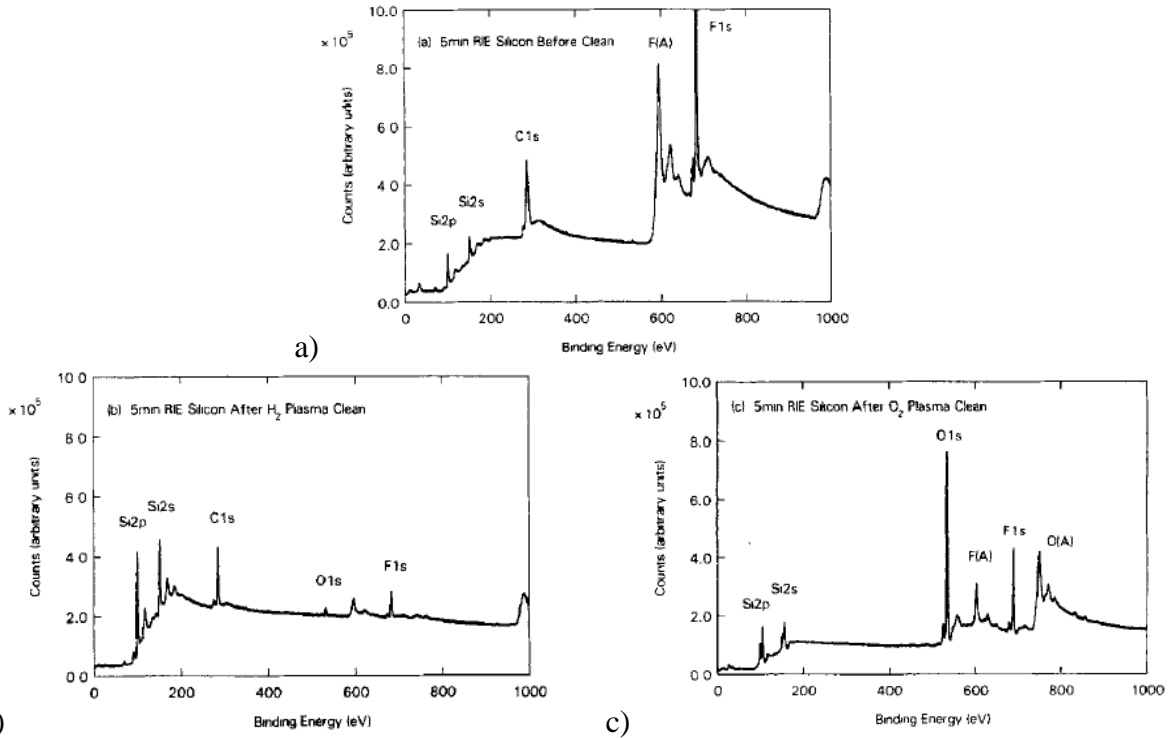 10.0
× 10⁵
(a) 5min RIE Silicon Before Clean
F(A)
F1s
8.0
6.0
C1s
Counts (arbitrary units)
4.0
Si2s
Si2p
2.0
0.0
0 200 400 600 800 1000
Binding Energy (eV)
a)
10.0
× 10⁵
(b) 5min RIE Silicon After H₂ Plasma Clean
8.0
6.0
Counts (arbitrary units)
Si2s
Si2p
C1s
4.0
O1s
F1s
2.0
0.0
0 200 400 600 800 1000
Binding Energy (eV)
)
10.0
× 10⁵
(c) 5min RIE Silicon After O₂ Plasma Clean
O1s
8.0
6.0
Counts (arbitrary units)
F1s
O(A)
F(A)
4.0
Si2s
Si2p
2.0
0.0
0 200 400 600 800 1000
Binding Energy (eV)
c)